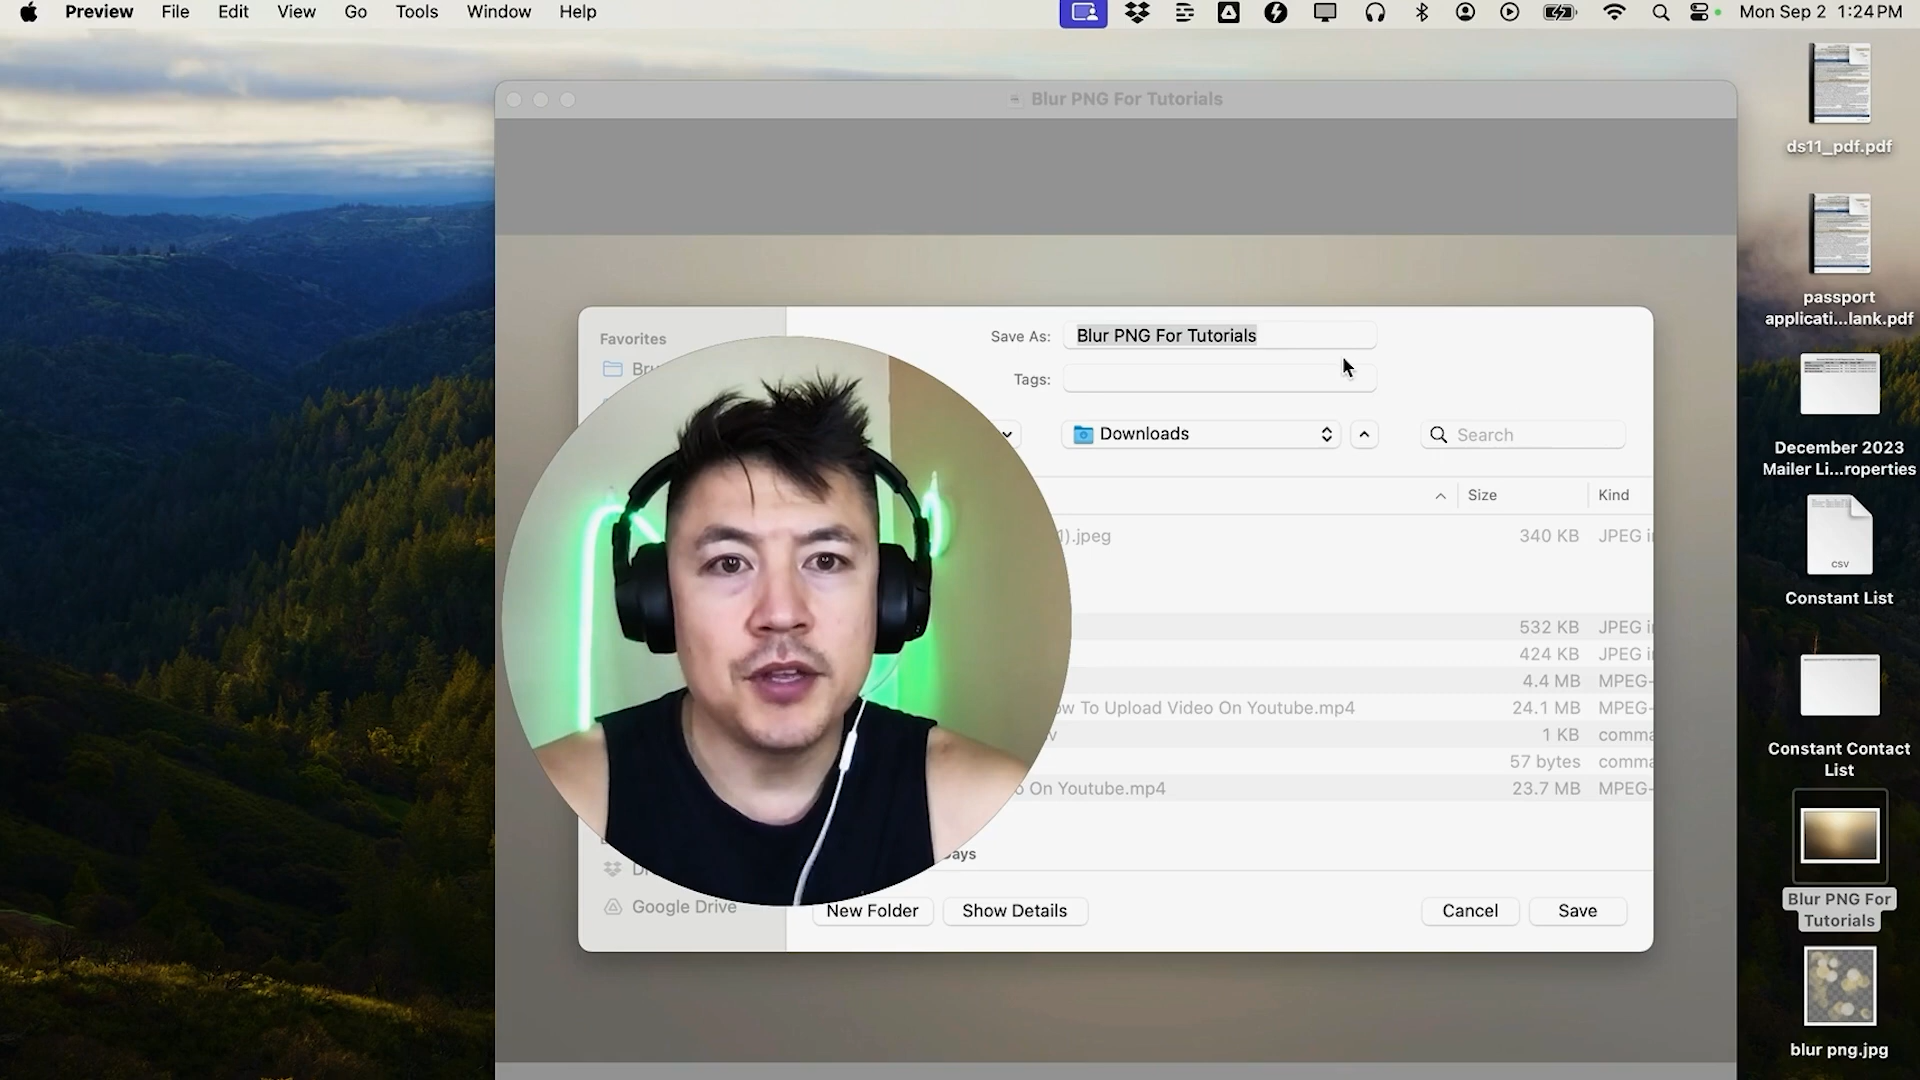 Preview File Edit View Go Tools Window Help Mon Sep 2 1:24 PM
Blur PNG For Tutorials
ds11_pdf.pdf
passport
applicati...lank.pdf
December 2023
Mailer Li...roperties
csv
Constant List
Constant Contact
List
Blur PNG For
Tutorials
blur png.jpg
Favorites
Save As: Blur PNG For Tutorials
Tags:
Downloads
Search
Size Kind
1).jpeg 340 KB JPEG i
532 KB JPEG i
424 KB JPEG i
4.4 MB MPEG-
ow To Upload Video On Youtube.mp4 24.1 MB MPEG-
v 1 KB comma
57 bytes comma
o On Youtube.mp4 23.7 MB MPEG-
Days
Google Drive
New Folder Show Details Cancel Save